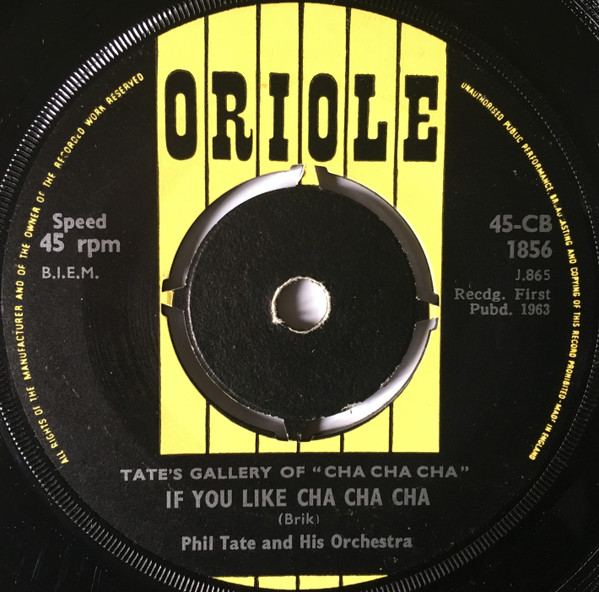 ORIOLE
Speed
45 rpm
B.I.E.M.
45-CB
1856
J.865
Recdg. First
Pubd. 1963
ALL RIGHTS OF THE MANUFACTURER AND OF THE OWNER OF THE RECORDED WORK RESERVED
UNAUTHORISED PUBLIC PERFORMANCE, BROADCASTING AND COPYING OF THIS RECORD PROHIBITED-MADE IN ENGLAND
TATE'S GALLERY OF "CHA CHA CHA"
IF YOU LIKE CHA CHA CHA
(Brik)
Phil Tate and His Orchestra